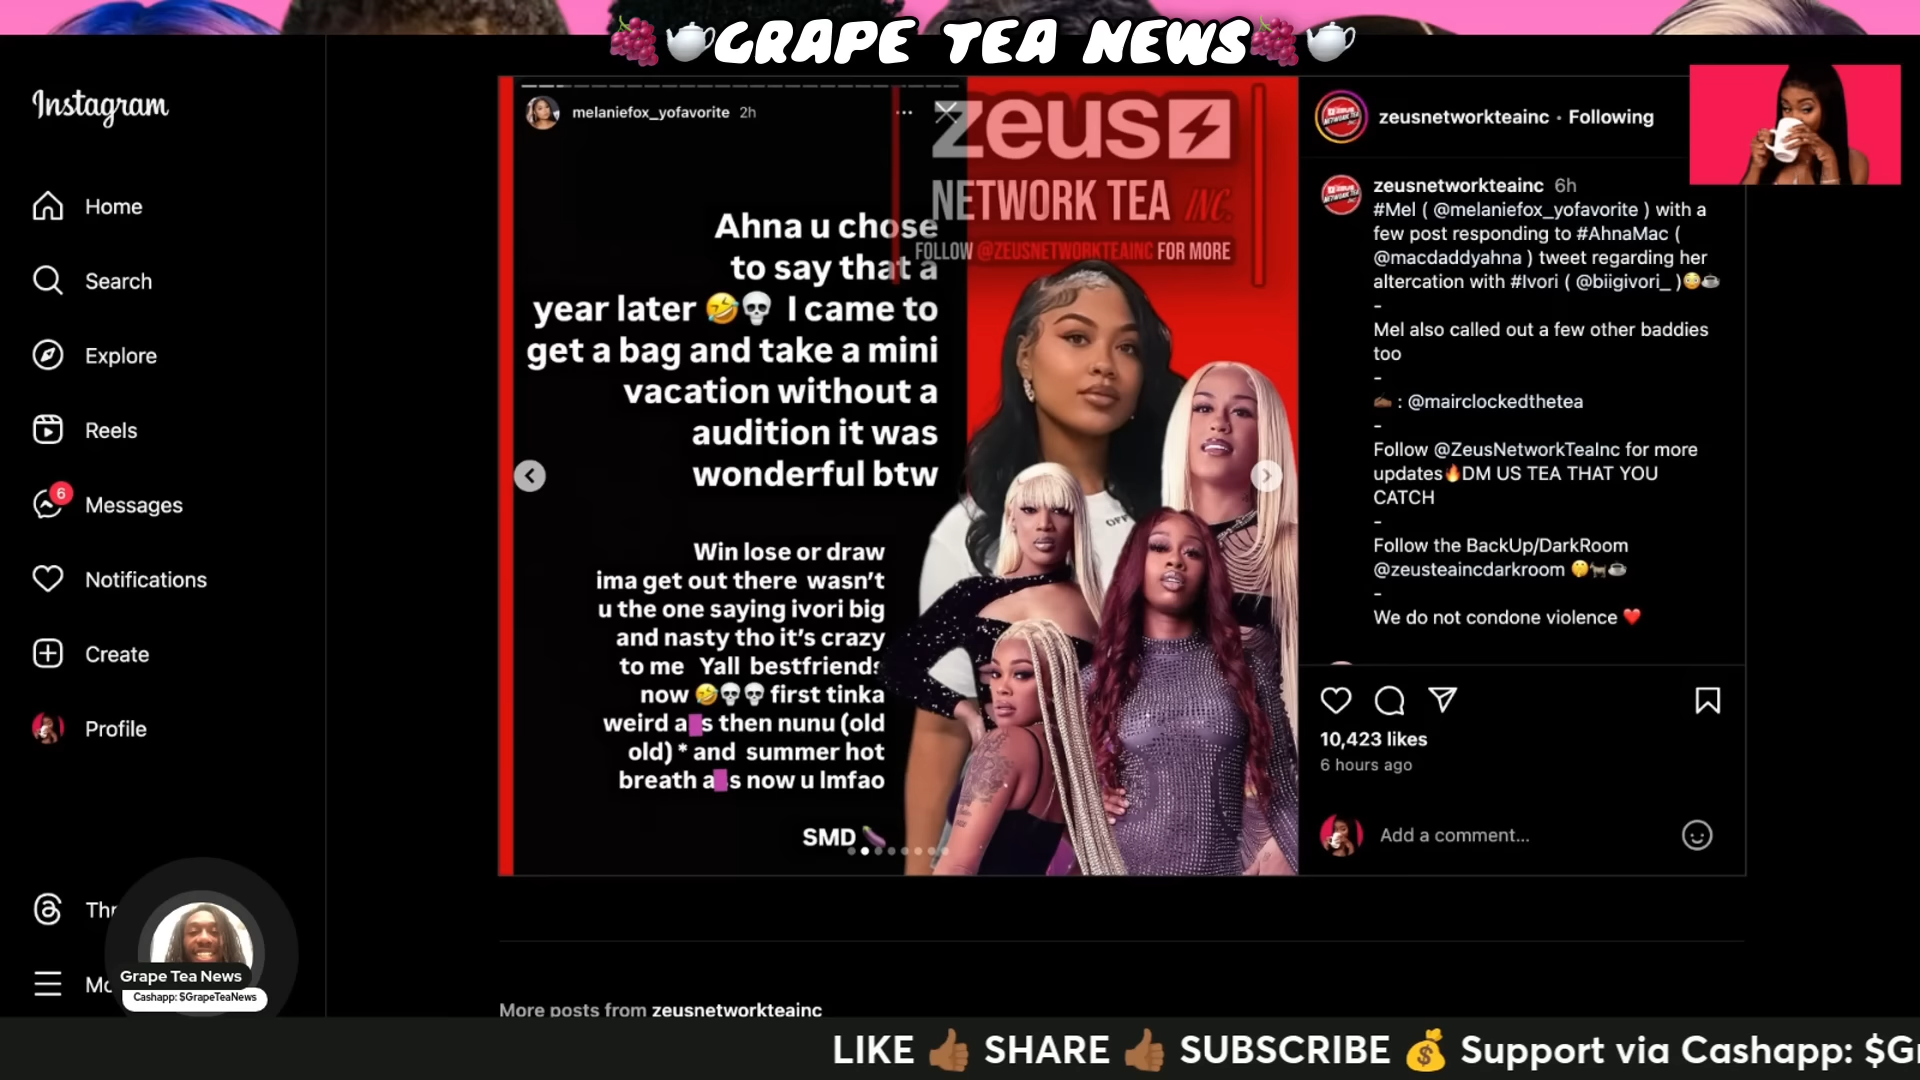 GRAPE TEA NEWS
Instagram
Home
Search
Explore
Reels
6
Messages
Notifications
Create
Profile
Grape Tea News
Cashapp: $GrapeTeaNews
melaniefox_yofavorite 2h
Ahna u chose
to say that a
year later 🤣💀 I came to
get a bag and take a mini
vacation without a
audition it was
wonderful btw
Win lose or draw
ima get out there wasn't
u the one saying ivori big
and nasty tho it's crazy
to me Yall bestfriends
now 🤣💀💀 first tinka
weird a s then nunu (old
old) * and summer hot
breath a s now u lmfao
SMD 🍆
zeus
NETWORK TEA INC.
FOLLOW @ZEUSNETWORKTEAINC FOR MORE
OFF
zeusnetworkteainc • Following
zeusnetworkteainc 6h
#Mel ( @melaniefox_yofavorite ) with a
few post responding to #AhnaMac (
@macdaddyahna ) tweet regarding her
altercation with #Ivori ( @biigivori_ )😳☕
-
Mel also called out a few other baddies
too
-
✍🏾 : @mairclockedthetea
-
Follow @ZeusNetworkTeaInc for more
updates🔥DM US TEA THAT YOU
CATCH
-
Follow the BackUp/DarkRoom
@zeusteaincdarkroom 🤫🐈‍⬛☕
-
We do not condone violence ❤️
10,423 likes
6 hours ago
Add a comment...
More posts from zeusnetworkteainc
LIKE 👍🏾 SHARE 👍🏾 SUBSCRIBE 💰 Support via Cashapp: